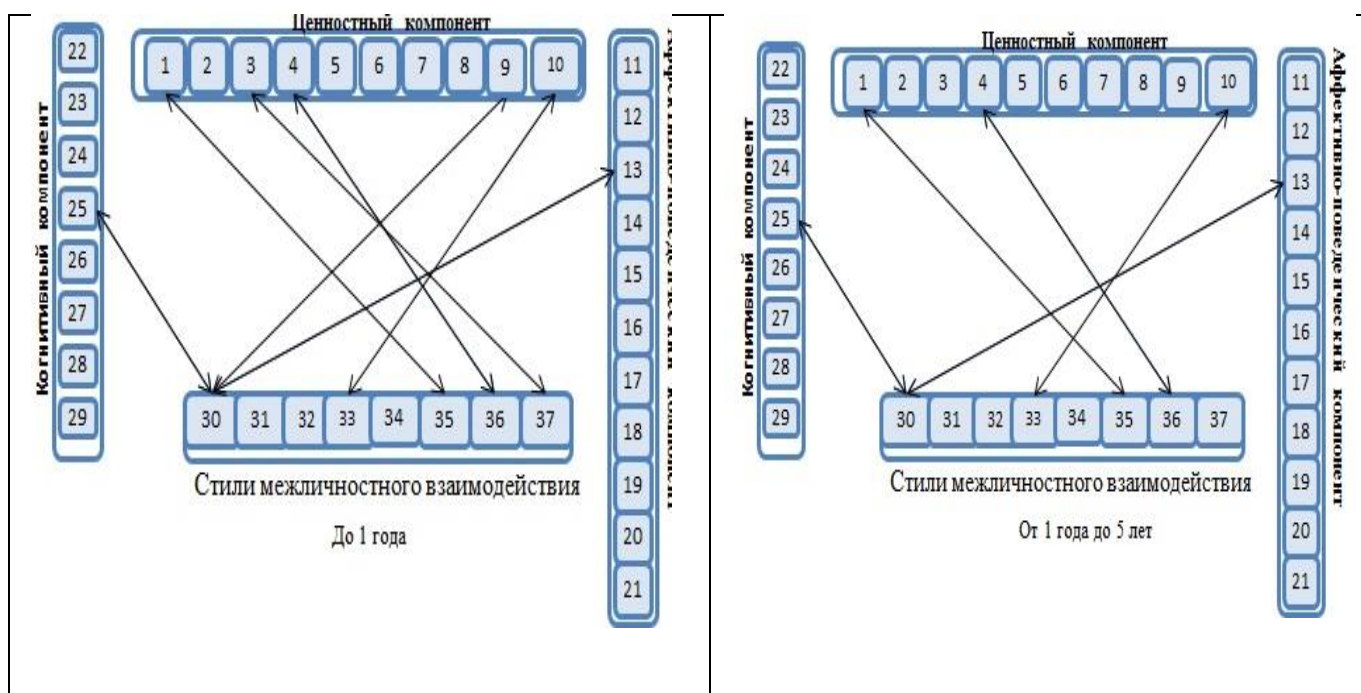 Ценностный компонент
1 2 3 4 5 6 7 8 9 10
Когнитивный компонент
22
23
24
25
26
27
28
29
11
12
13
14
15
16
17
18
19
20
21
30 31 32 33 34 35 36 37
Стили межличностного взаимодействия
До 1 года
Ценностный компонент
1 2 3 4 5 6 7 8 9 10
Когнитивный компонент
22
23
24
25
26
27
28
29
11
12
13
14
15
16
17
18
19
20
21
Аффективно-поведенческий компонент
30 31 32 33 34 35 36 37
Стили межличностного взаимодействия
От 1 года до 5 лет